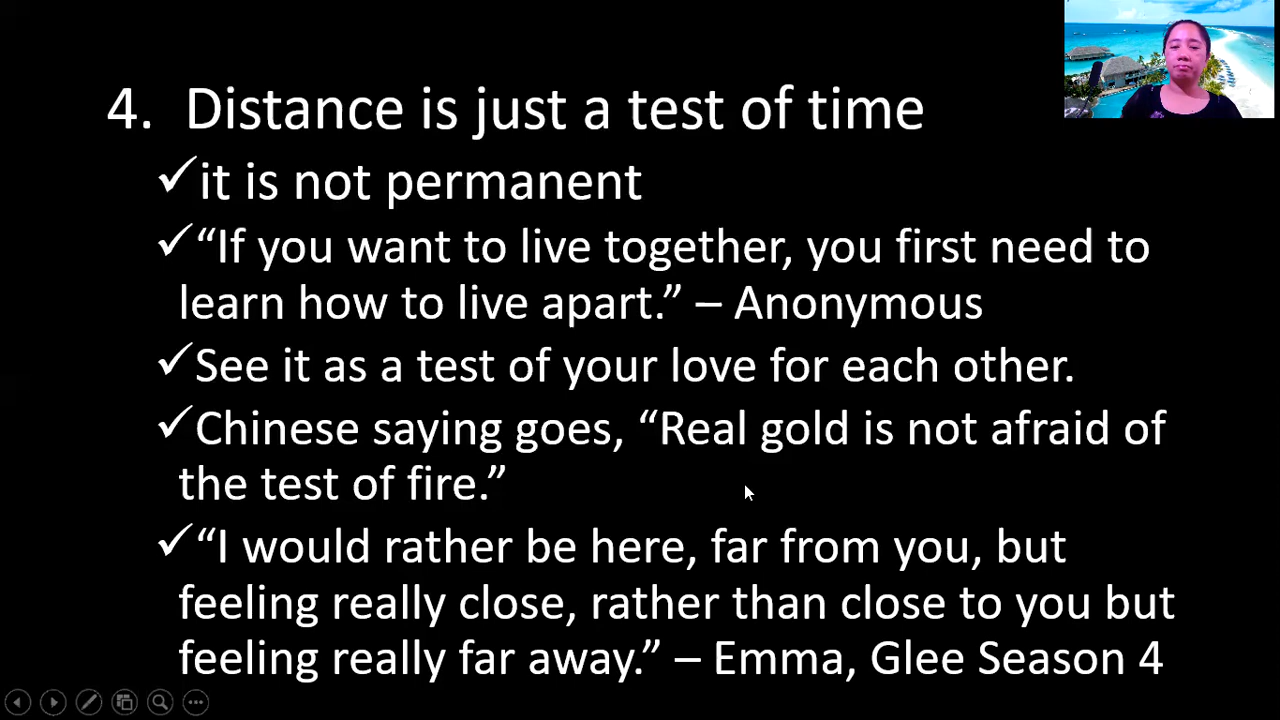 4. Distance is just a test of time
✓it is not permanent
✓“If you want to live together, you first need to
learn how to live apart.” – Anonymous
✓See it as a test of your love for each other.
✓Chinese saying goes, “Real gold is not afraid of
the test of fire.”
✓“I would rather be here, far from you, but
feeling really close, rather than close to you but
feeling really far away.” – Emma, Glee Season 4